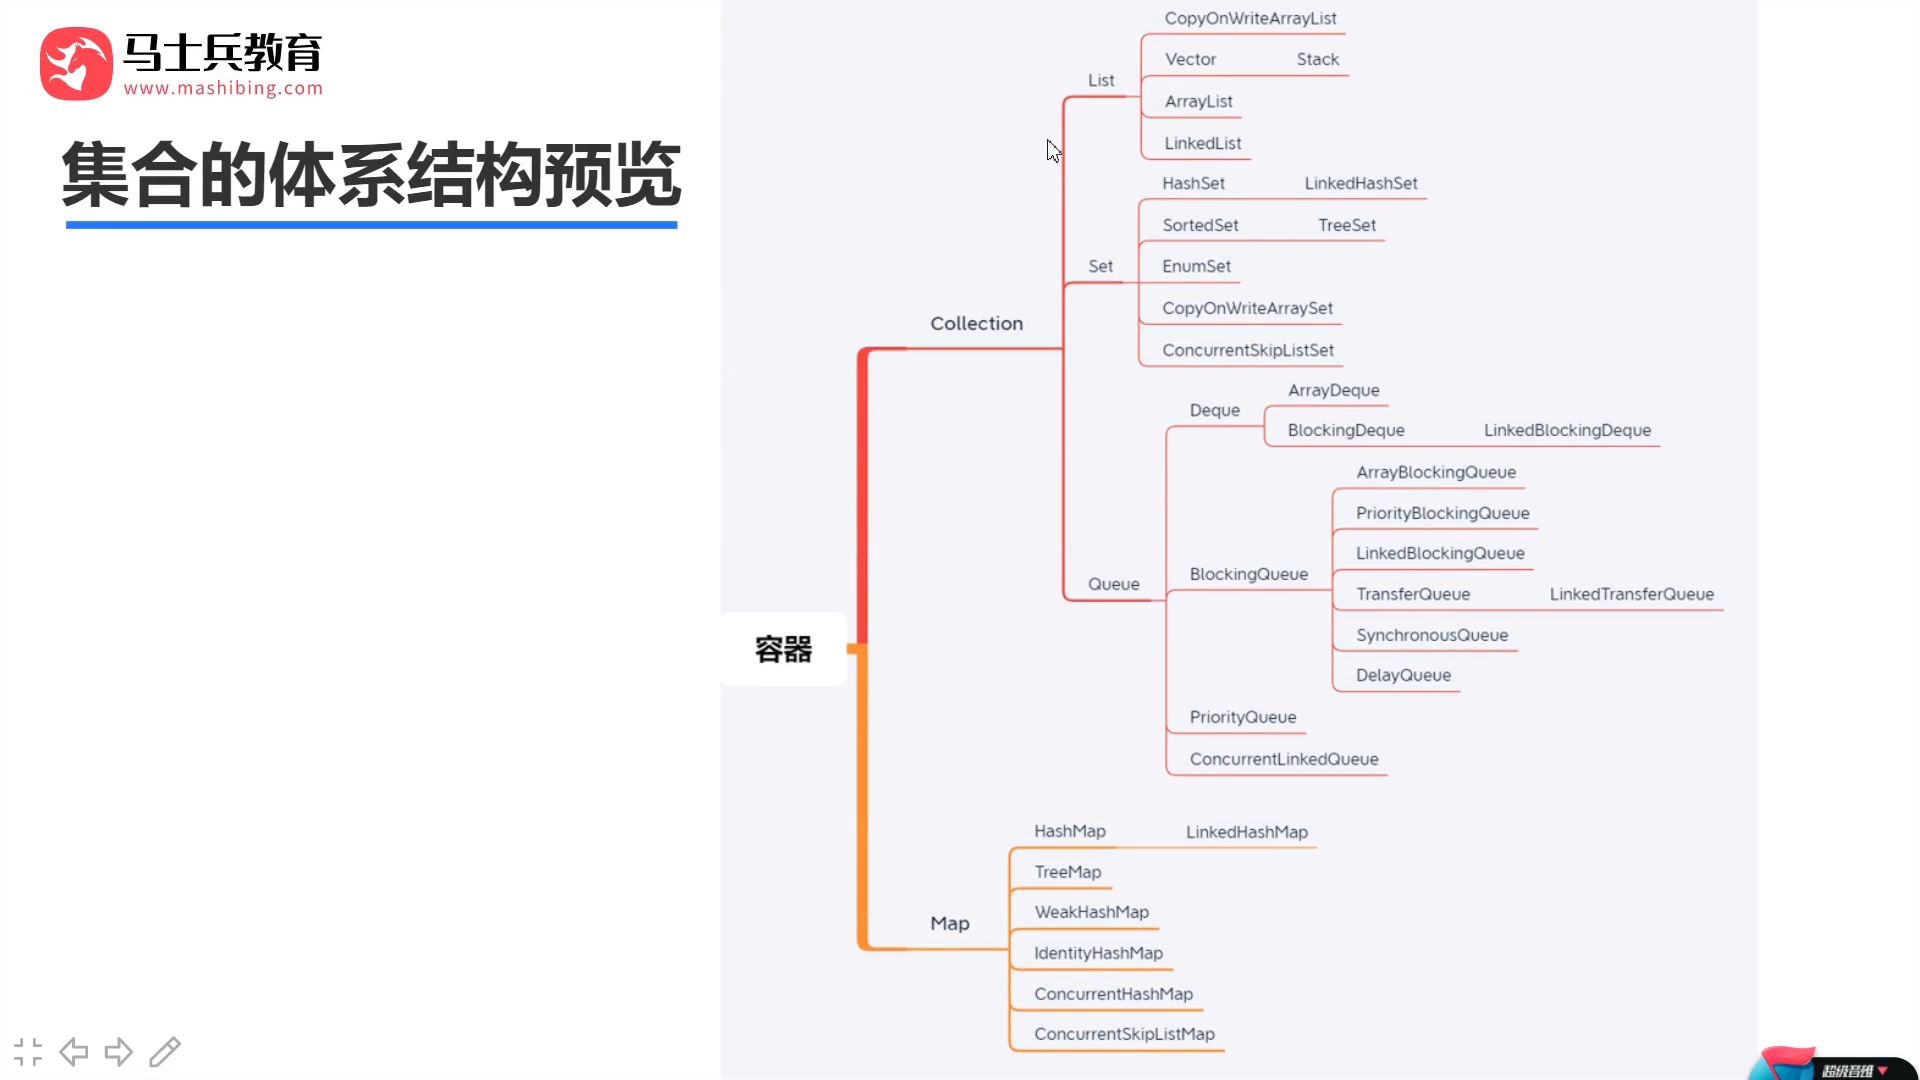 马士兵教育
www.mashibing.com
集合的体系结构预览
容器
Collection
List
CopyOnWriteArrayList
Vector Stack
ArrayList
LinkedList
Set
HashSet LinkedHashSet
SortedSet TreeSet
EnumSet
CopyOnWriteArraySet
ConcurrentSkipListSet
Queue
Deque
ArrayDeque
BlockingDeque LinkedBlockingDeque
BlockingQueue
ArrayBlockingQueue
PriorityBlockingQueue
LinkedBlockingQueue
TransferQueue LinkedTransferQueue
SynchronousQueue
DelayQueue
PriorityQueue
ConcurrentLinkedQueue
Map
HashMap LinkedHashMap
TreeMap
WeakHashMap
IdentityHashMap
ConcurrentHashMap
ConcurrentSkipListMap